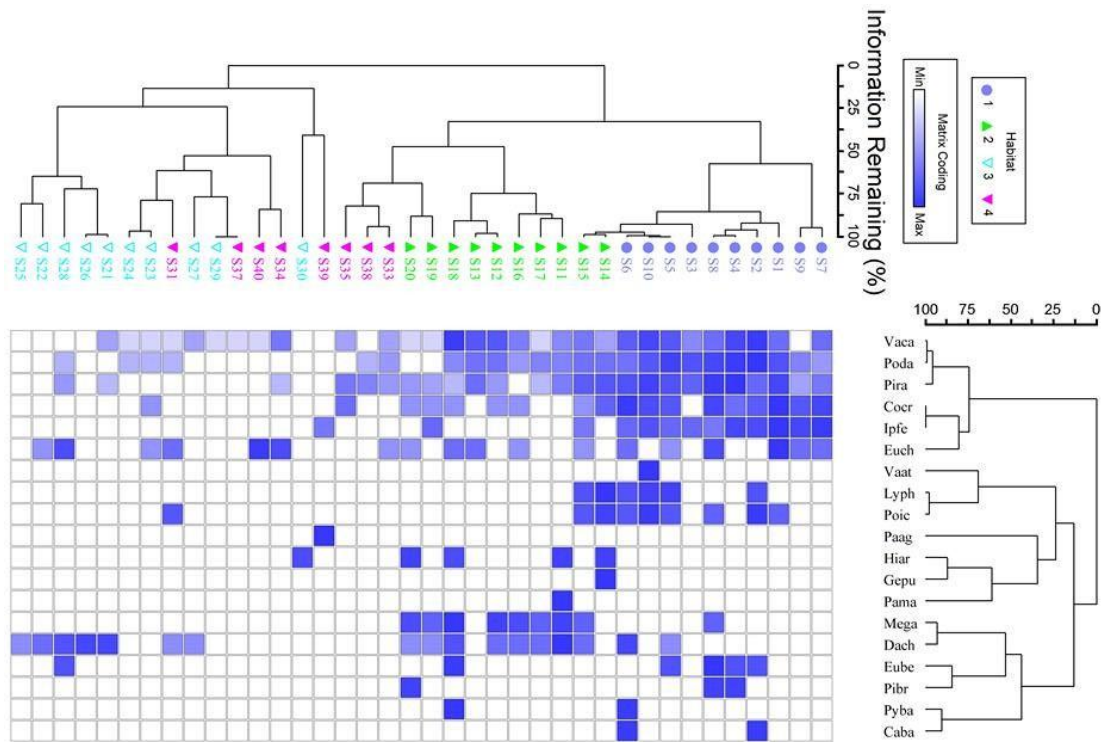 Information Remaining (%)
0
25
50
75
100
Matrix Coding
Min
Max
Habitat
1
2
3
4
S25
S22
S28
S26
S21
S24
S23
S31
S27
S29
S37
S40
S34
S30
S39
S35
S38
S33
S20
S19
S18
S13
S12
S16
S17
S11
S15
S14
S6
S10
S5
S3
S8
S4
S2
S1
S9
S7
100 75 50 25 0
Vaca
Poda
Pira
Cocr
Ipfe
Euch
Vaat
Lyph
Poic
Paag
Hiar
Gepu
Pama
Mega
Dach
Eube
Pibr
Pyba
Caba